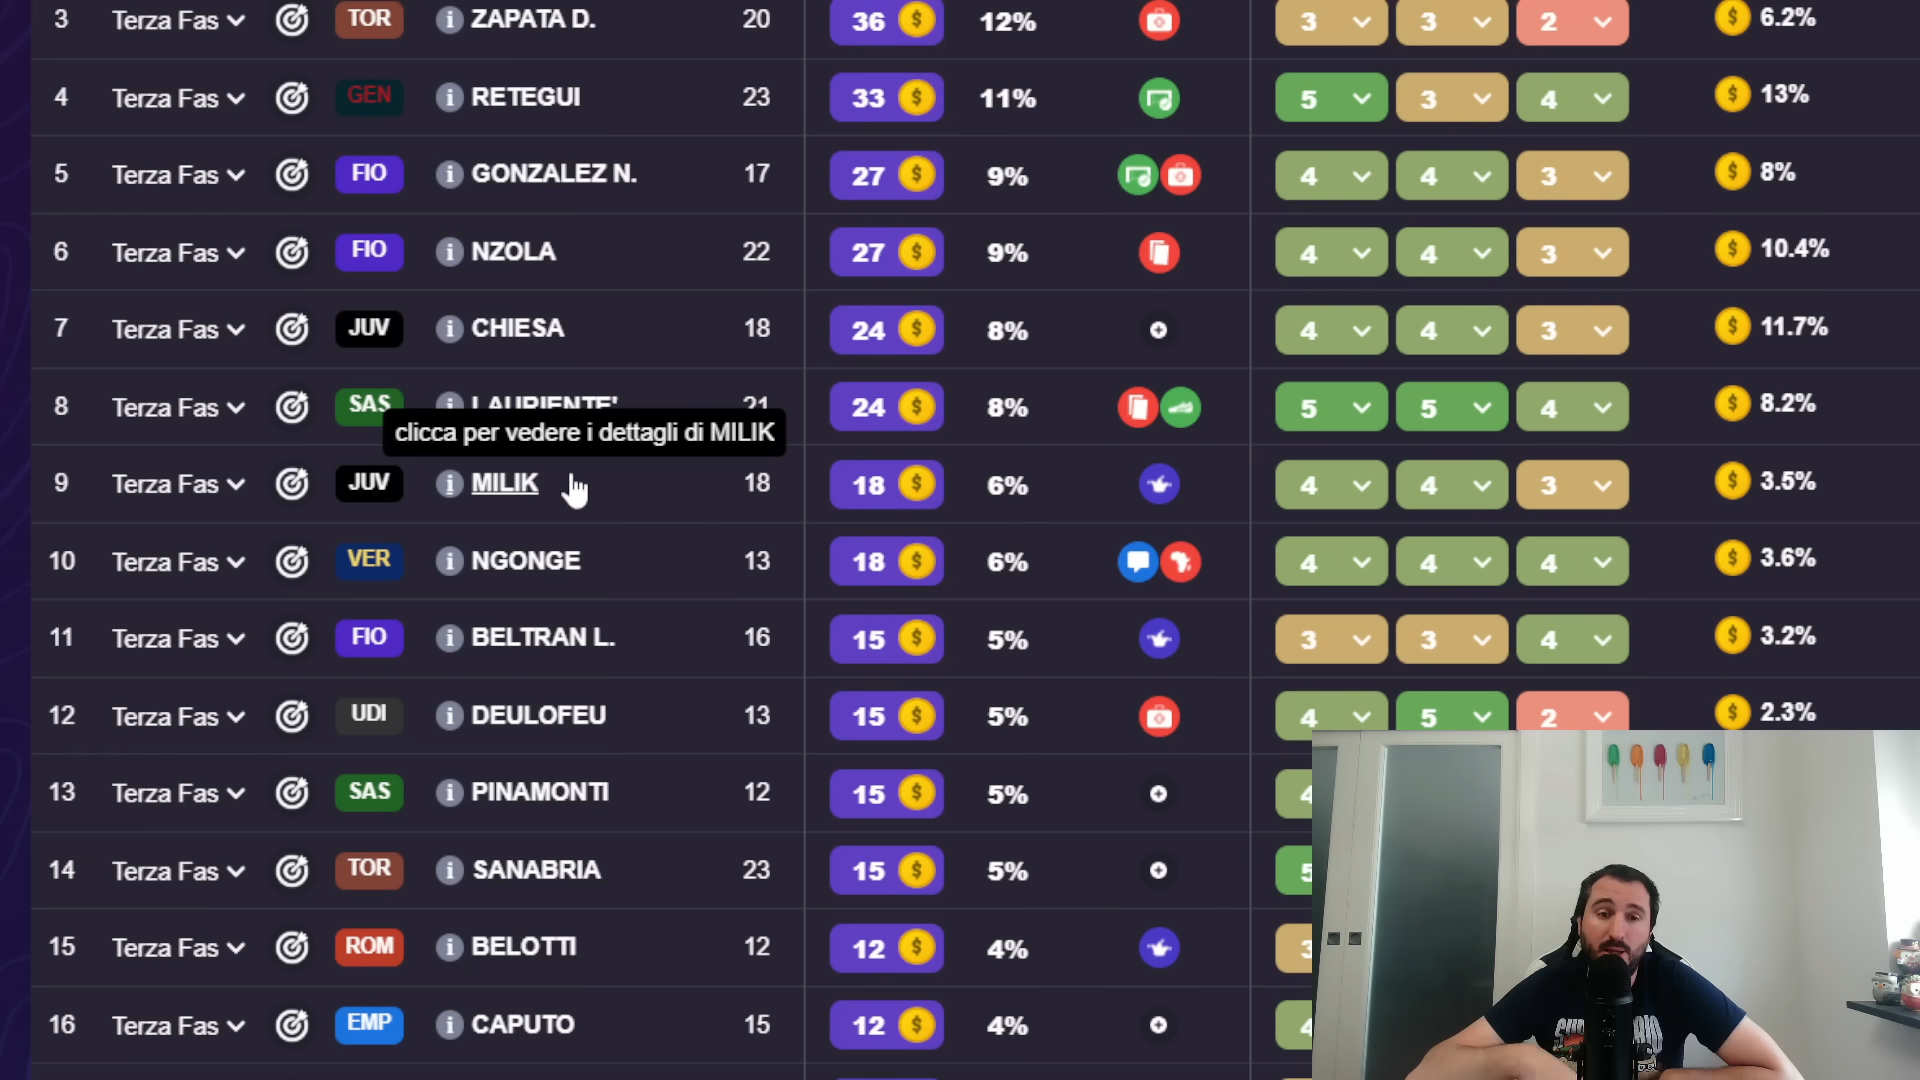 3 Terza Fas TOR i ZAPATA D. 20 36 $ 12% 3 3 2 $ 6.2%
4 Terza Fas GEN i RETEGUI 23 33 $ 11% 5 3 4 $ 13%
5 Terza Fas FIO i GONZALEZ N. 17 27 $ 9% 4 4 3 $ 8%
6 Terza Fas FIO i NZOLA 22 27 $ 9% 4 4 3 $ 10.4%
7 Terza Fas JUV i CHIESA 18 24 $ 8% 4 4 3 $ 11.7%
8 Terza Fas SAS i LAURIENTE' 21 24 $ 8% 5 5 4 $ 8.2%
clicca per vedere i dettagli di MILIK
9 Terza Fas JUV i MILIK 18 18 $ 6% 4 4 3 $ 3.5%
10 Terza Fas VER i NGONGE 13 18 $ 6% 4 4 4 $ 3.6%
11 Terza Fas FIO i BELTRAN L. 16 15 $ 5% 3 3 4 $ 3.2%
12 Terza Fas UDI i DEULOFEU 13 15 $ 5% 4 5 2 $ 2.3%
13 Terza Fas SAS i PINAMONTI 12 15 $ 5% 4
14 Terza Fas TOR i SANABRIA 23 15 $ 5% 5
15 Terza Fas ROM i BELOTTI 12 12 $ 4% 3
16 Terza Fas EMP i CAPUTO 15 12 $ 4% 4